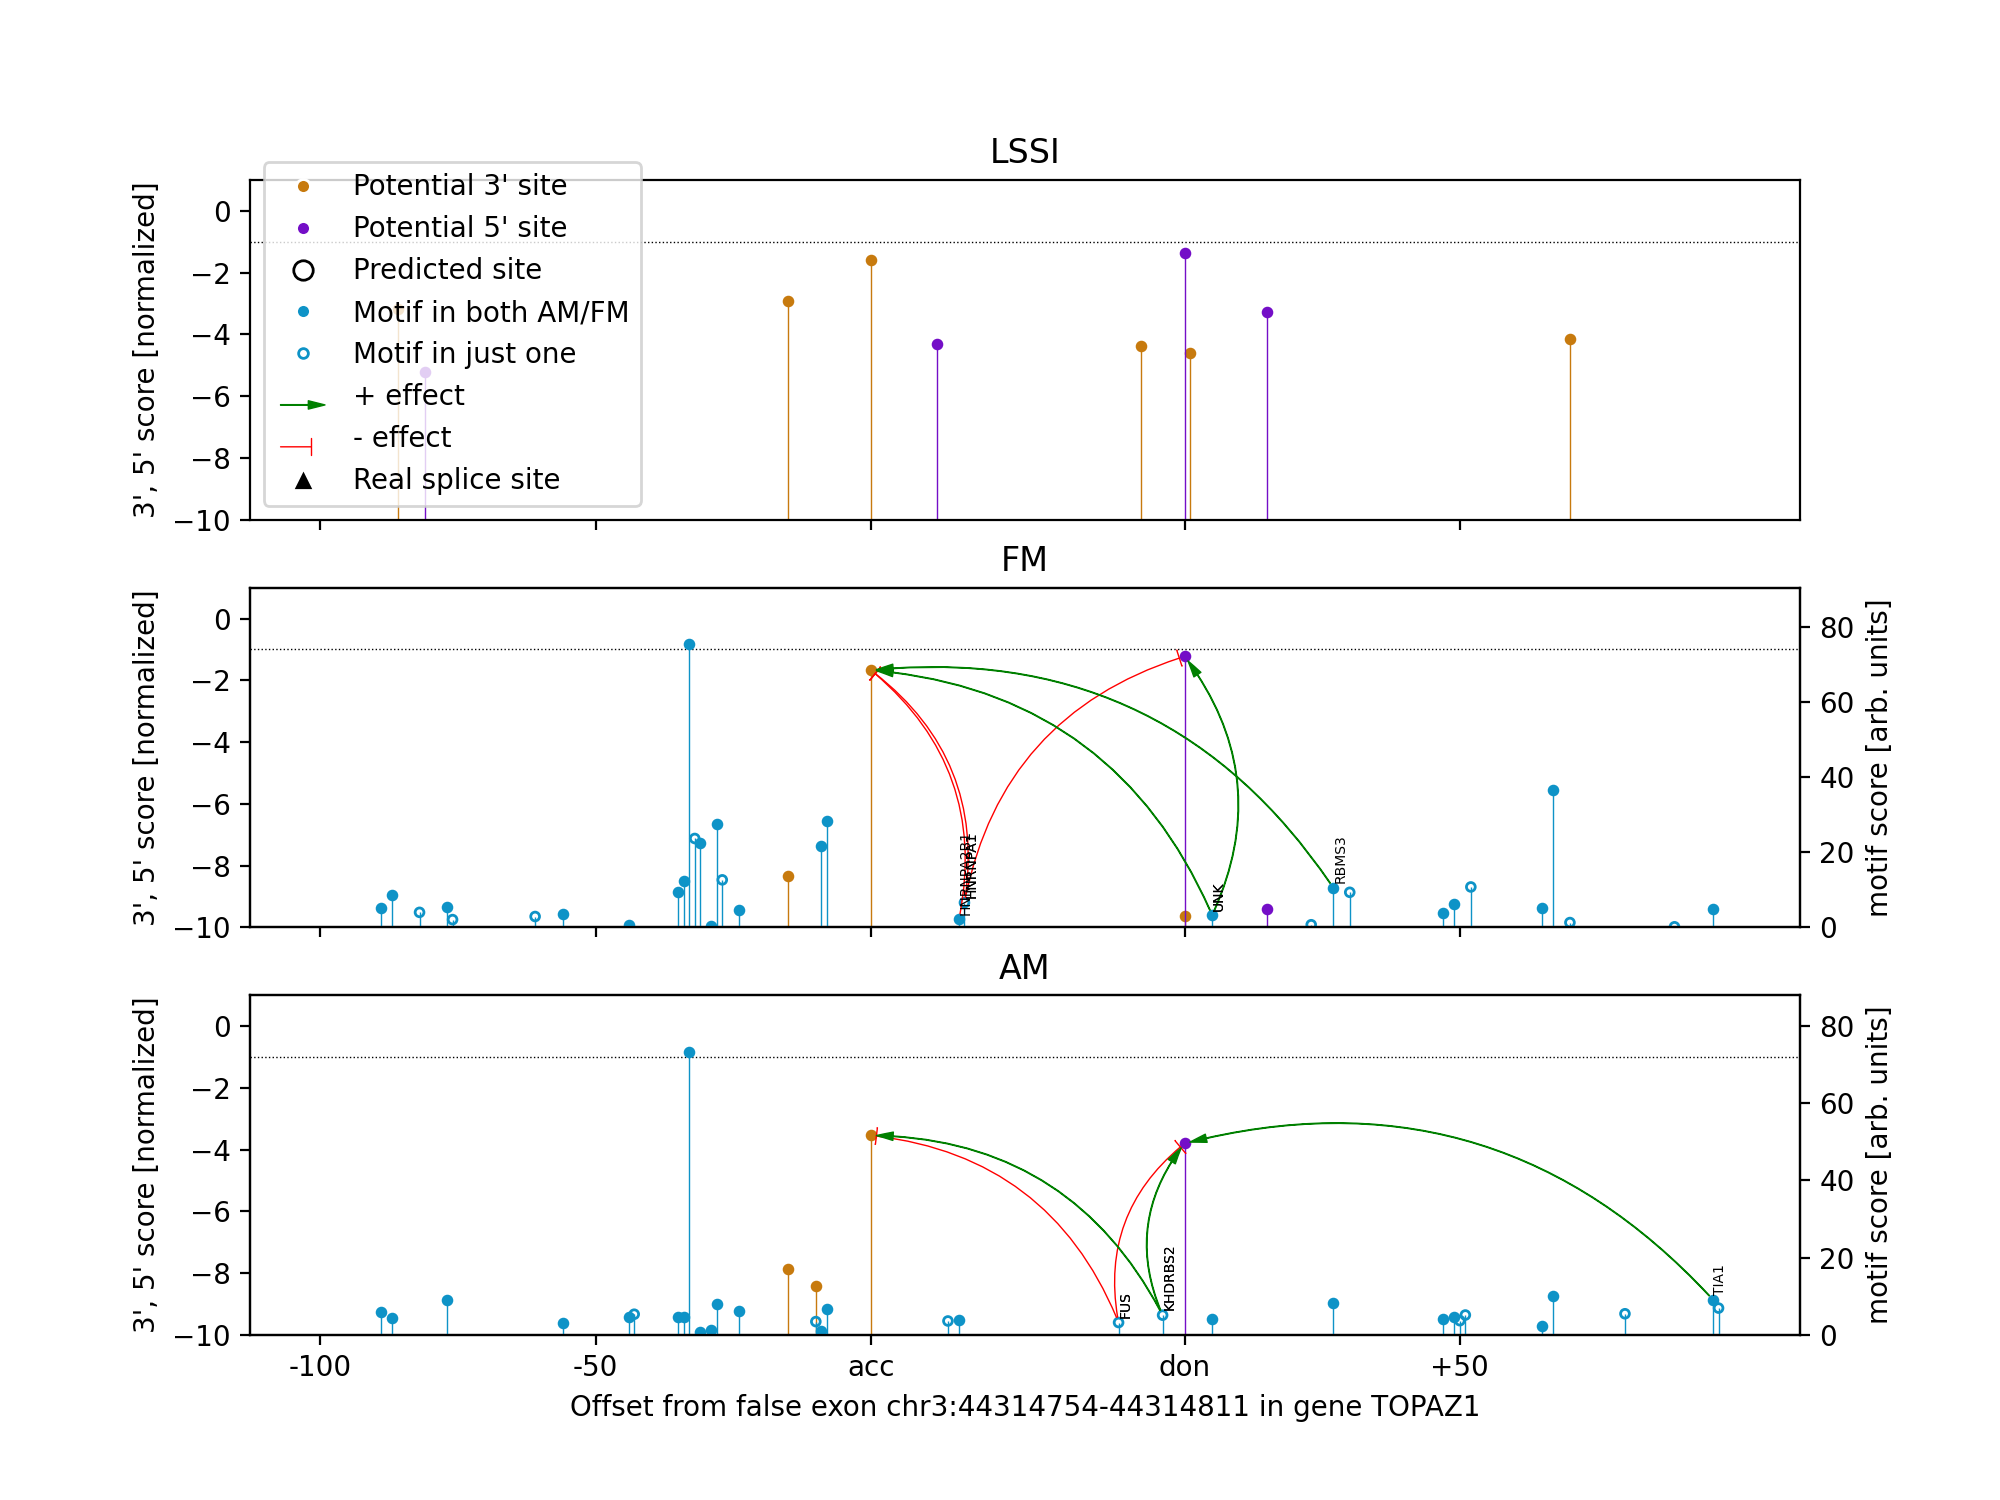 LSSI
Potential 3' site
Potential 5' site
Predicted site
Motif in both AM/FM
Motif in just one
+ effect
- effect
Real splice site
3', 5' score [normalized]
0
−2
−4
−6
−8
−10
FM
3', 5' score [normalized]
0
−2
−4
−6
−8
−10
HNRNPA1
UNK
RBMS3
80
60
40
20
0
motif score [arb. units]
AM
3', 5' score [normalized]
0
−2
−4
−6
−8
−10
FUS
KHDRBS2
TIA1
80
60
40
20
0
motif score [arb. units]
-100
-50
acc
don
+50
Offset from false exon chr3:44314754-44314811 in gene TOPAZ1